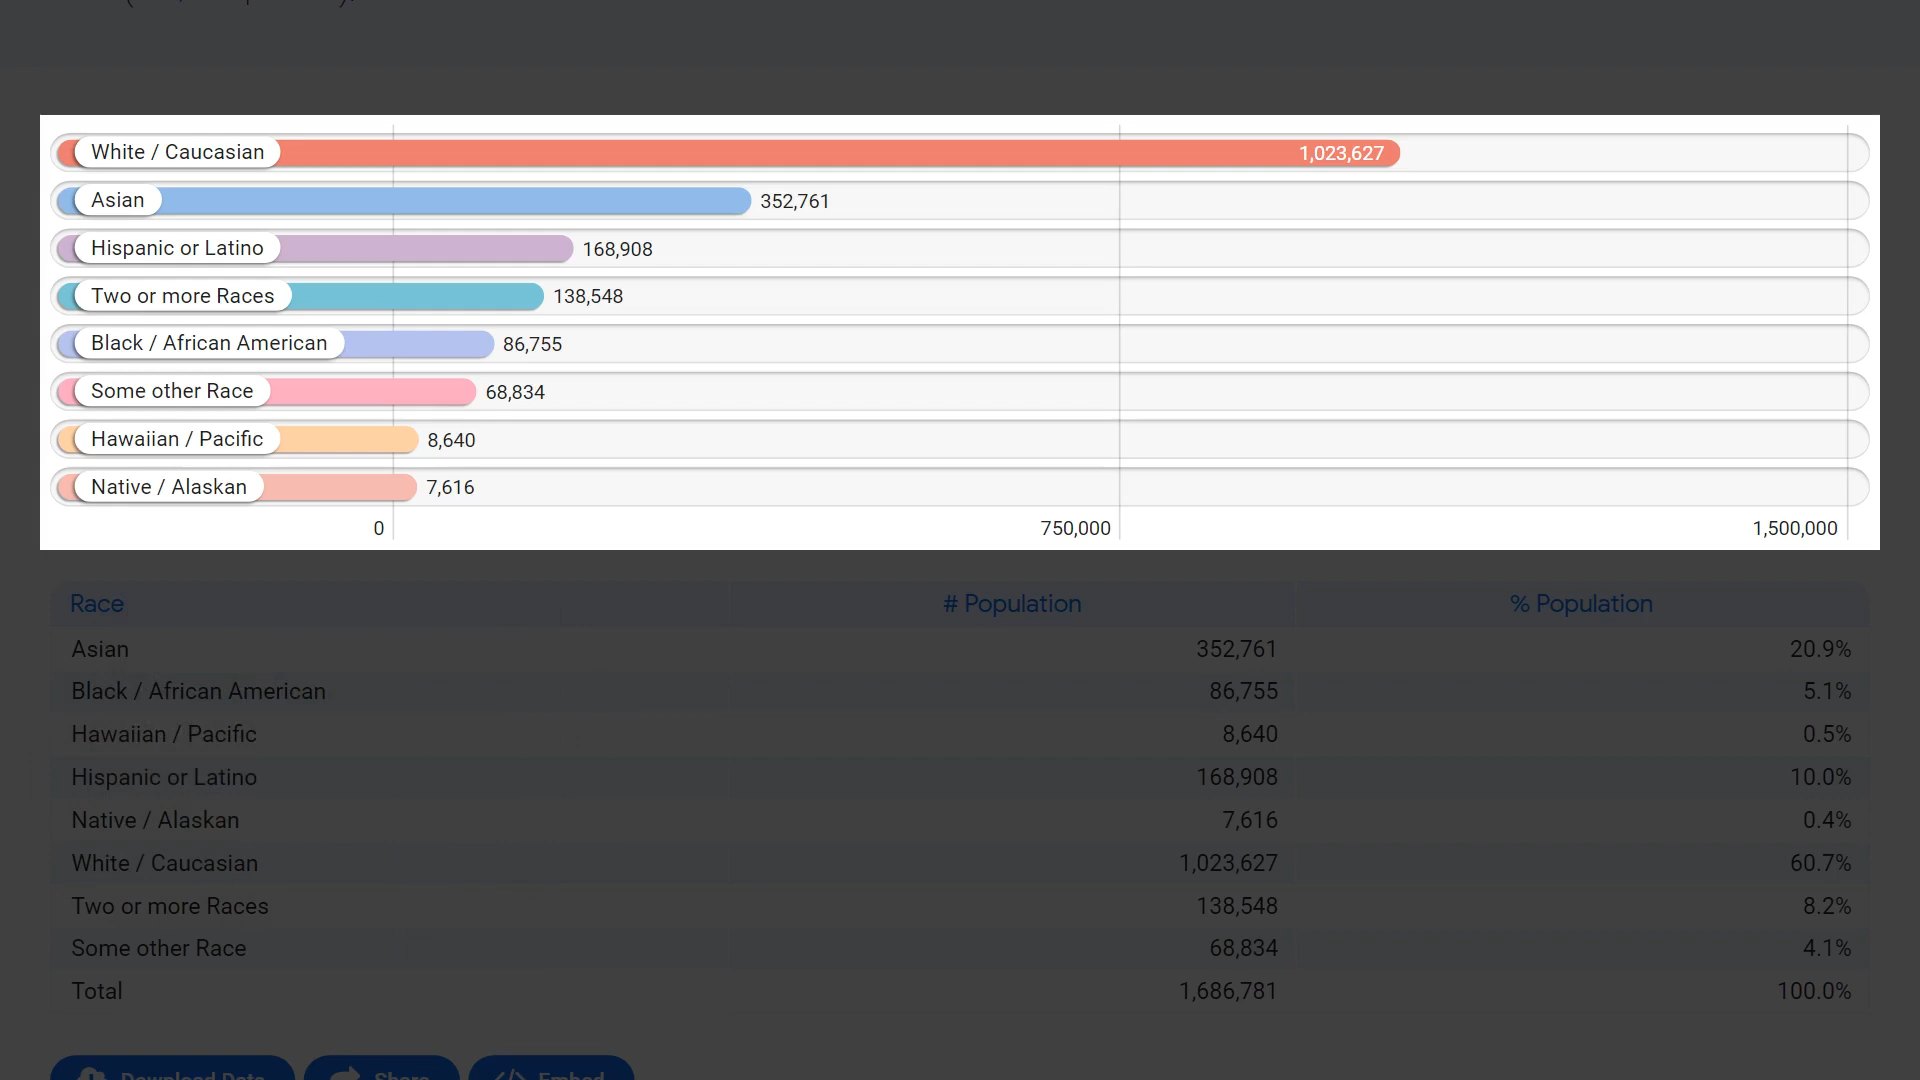 White / Caucasian 1,023,627
Asian 352,761
Hispanic or Latino 168,908
Two or more Races 138,548
Black / African American 86,755
Some other Race 68,834
Hawaiian / Pacific 8,640
Native / Alaskan 7,616
0 750,000 1,500,000
Race # Population % Population
Asian 352,761 20.9%
Black / African American 86,755 5.1%
Hawaiian / Pacific 8,640 0.5%
Hispanic or Latino 168,908 10.0%
Native / Alaskan 7,616 0.4%
White / Caucasian 1,023,627 60.7%
Two or more Races 138,548 8.2%
Some other Race 68,834 4.1%
Total 1,686,781 100.0%
Download Data Share Embed